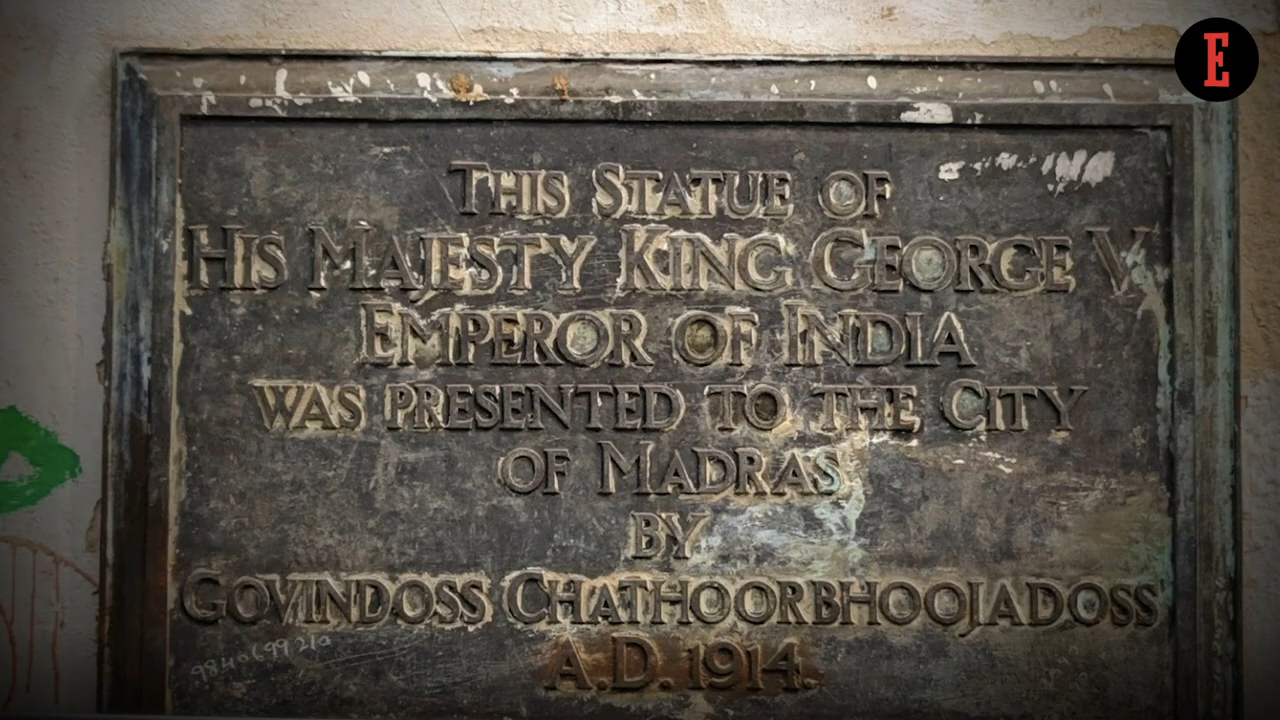 E
THIS STATUE OF
HIS MAJESTY KING GEORGE V
EMPEROR OF INDIA
WAS PRESENTED TO THE CITY
OF MADRAS
BY
GOVINDOSS CHATHOORBHOOJADOSS
A.D. 1914.